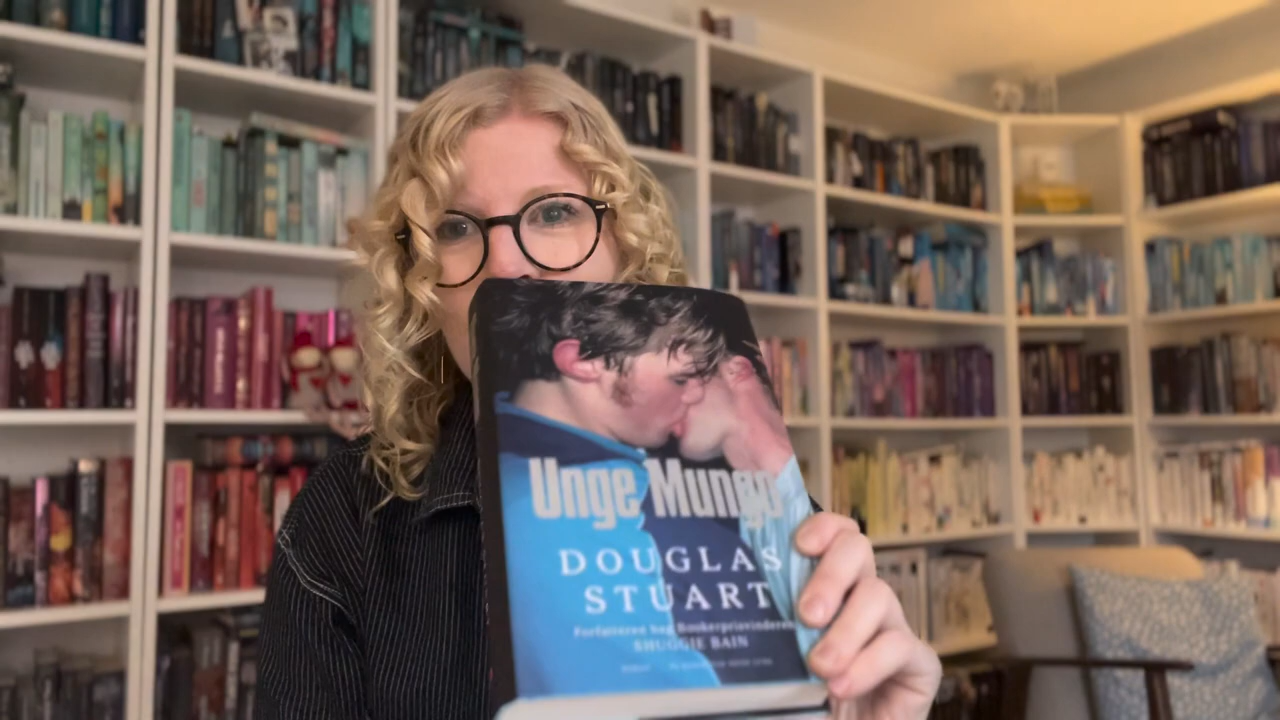 Unge Mungo
DOUGLAS
STUART
Forfatteren bag Bookerprisvinderen
SHUGGIE BAIN